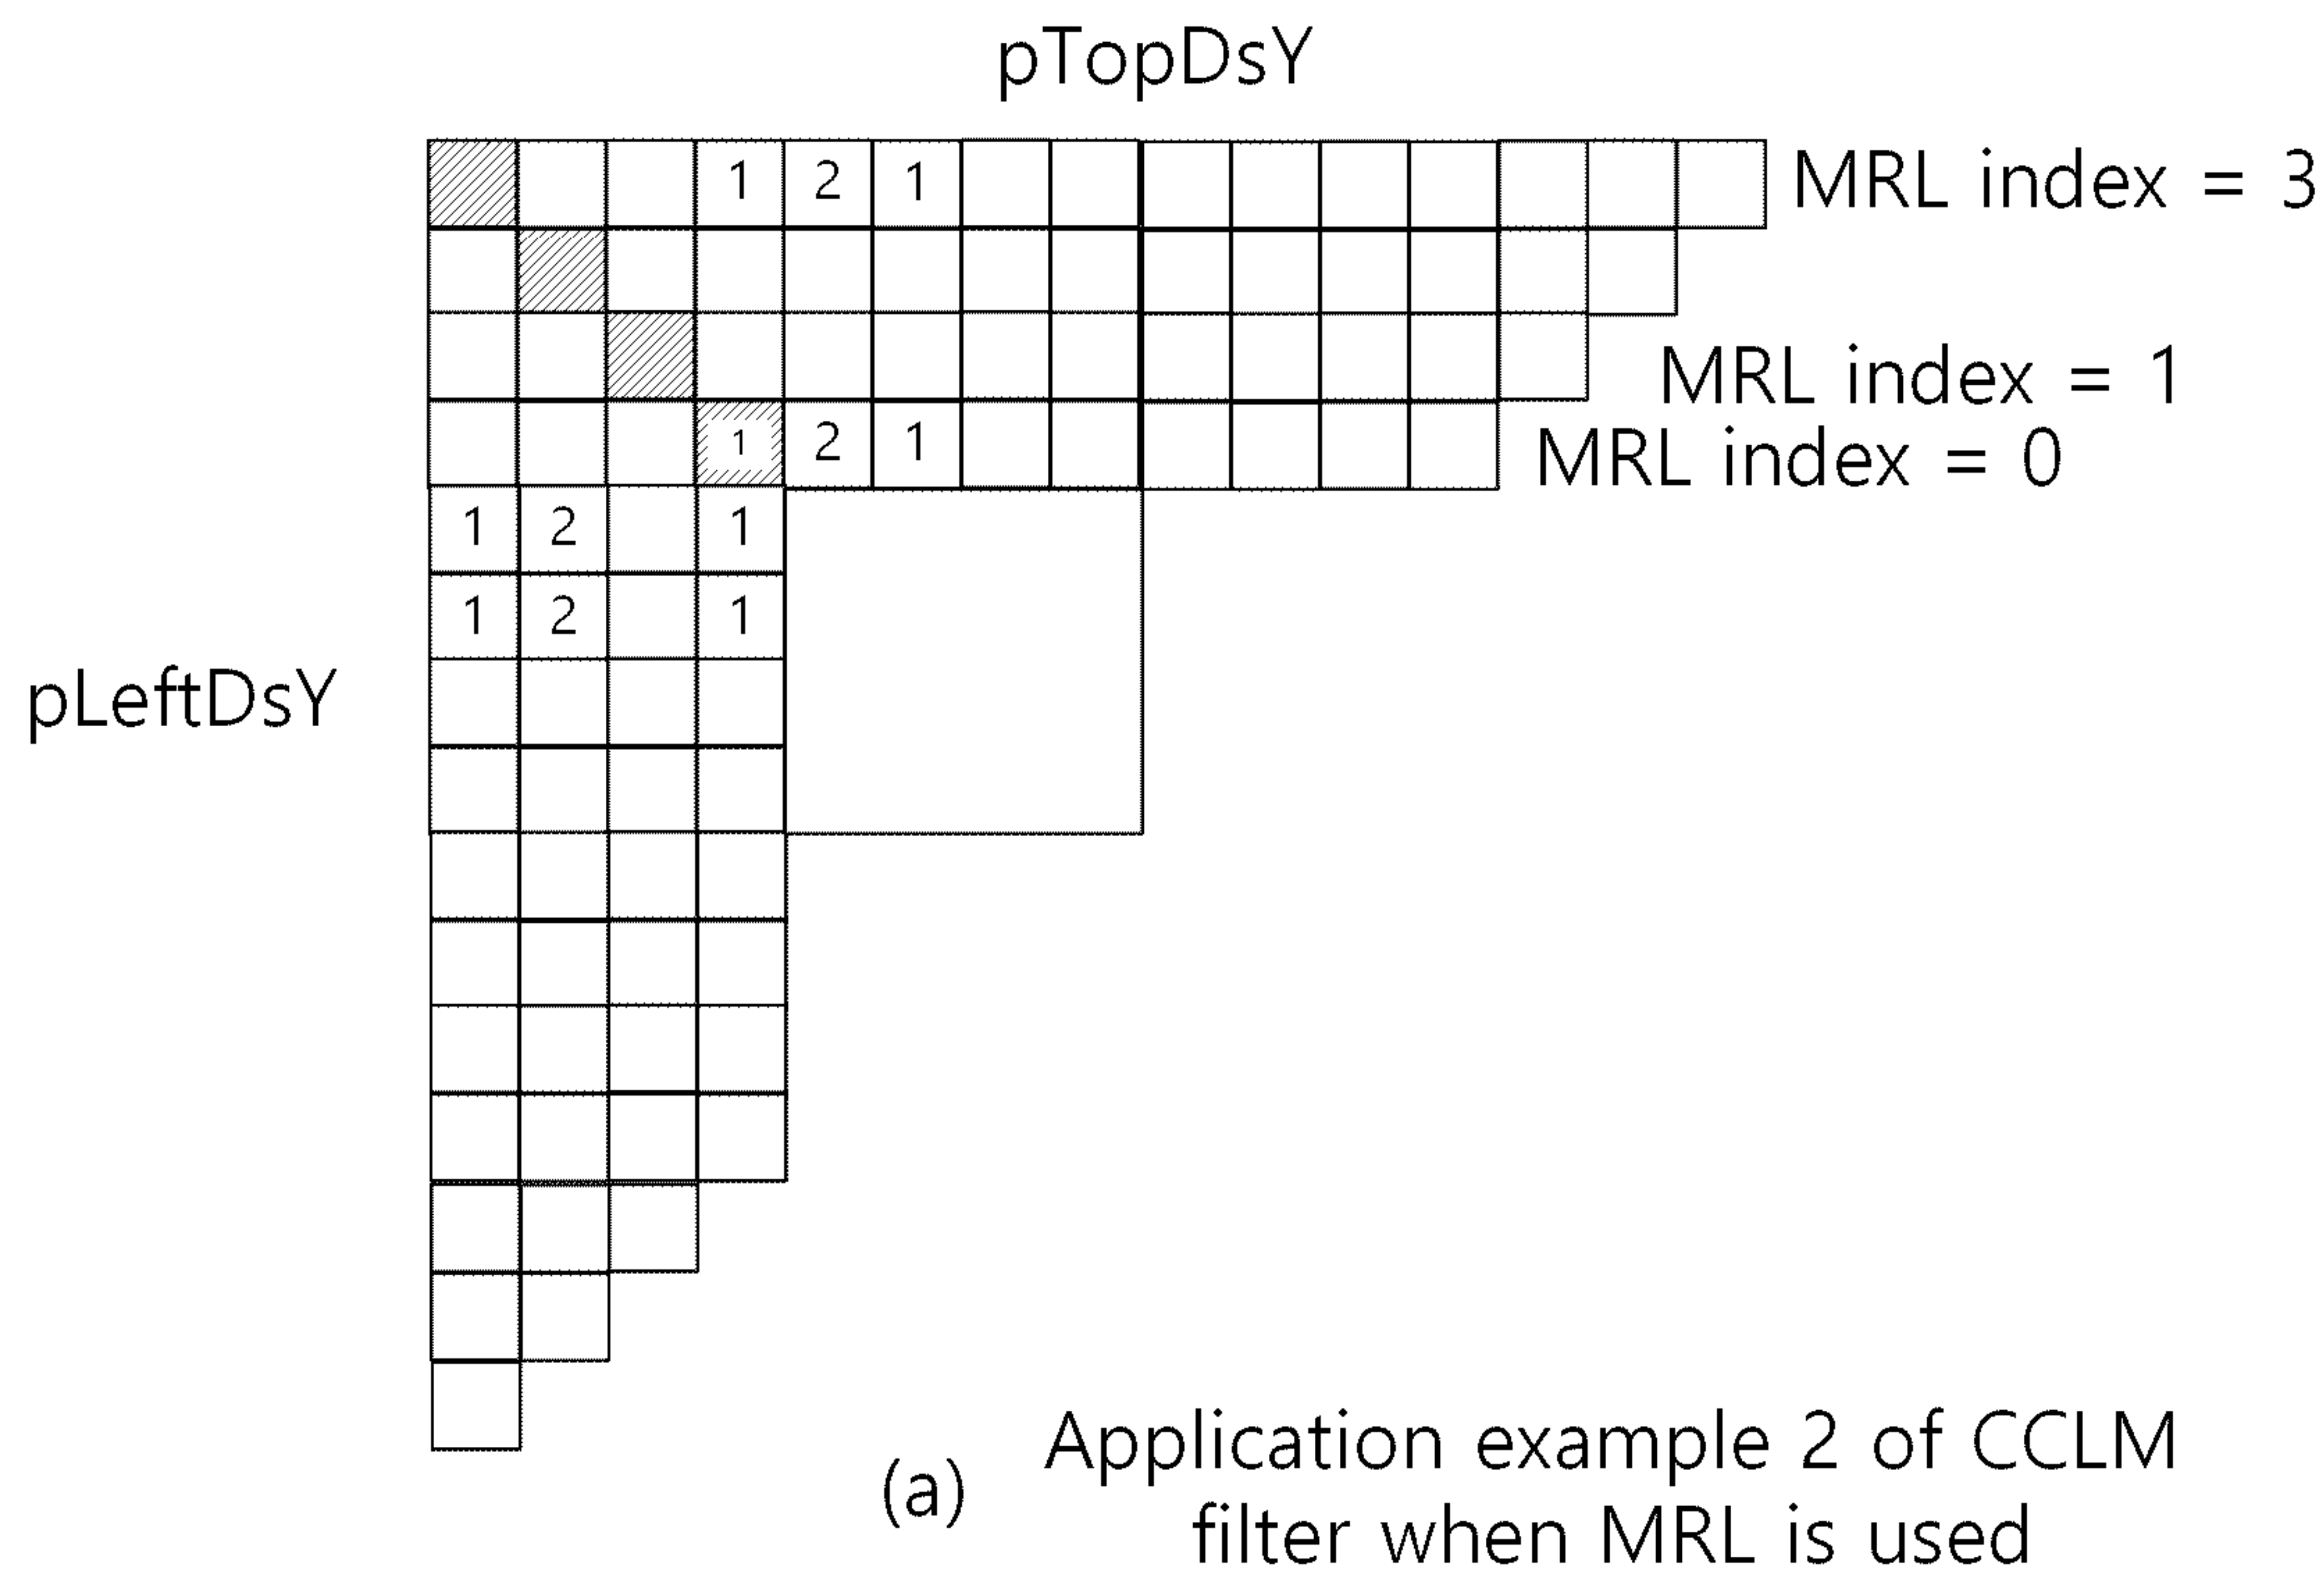 pTopDsY
1 2 1 MRL index = 3
MRL index = 1
1 2 1 MRL index = 0
1 2 1
1 2 1
pLeftDsY
(a) Application example 2 of CCLM
filter when MRL is used